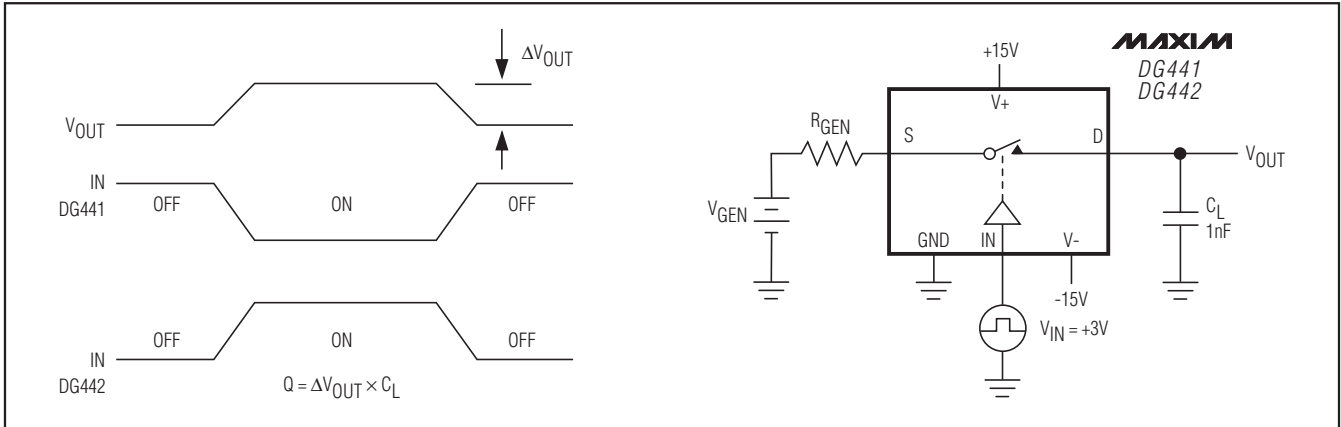 ΔVOUT
VOUT
IN
DG441
OFF ON OFF
IN
DG442
OFF ON OFF
Q = ΔVOUT × CL
MAXIM
DG441
DG442
+15V
V+
RGEN
S
D
VOUT
VGEN
CL
1nF
GND
IN
V-
-15V
VIN = +3V